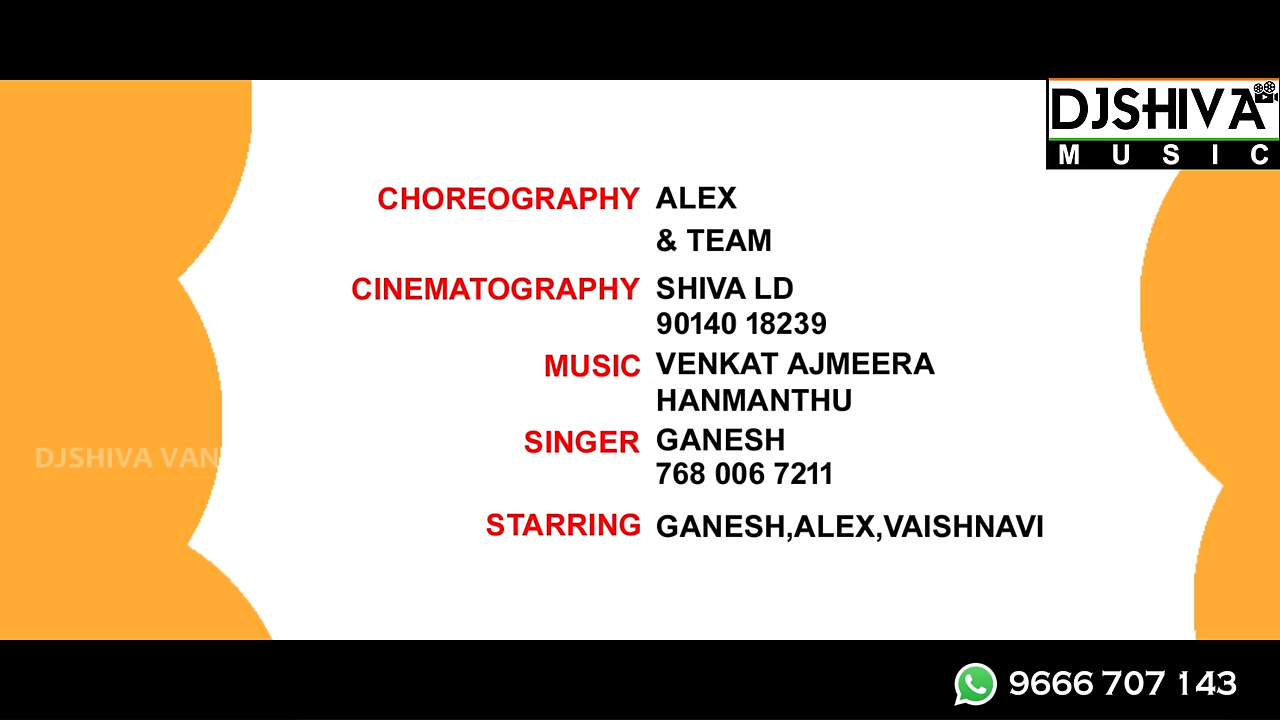 DJSHIVA
MUSIC
CHOREOGRAPHY ALEX
& TEAM
CINEMATOGRAPHY SHIVA LD
90140 18239
MUSIC VENKAT AJMEERA
HANMANTHU
SINGER GANESH
768 006 7211
DJSHIVA VAN
STARRING GANESH,ALEX,VAISHNAVI
9666 707 143